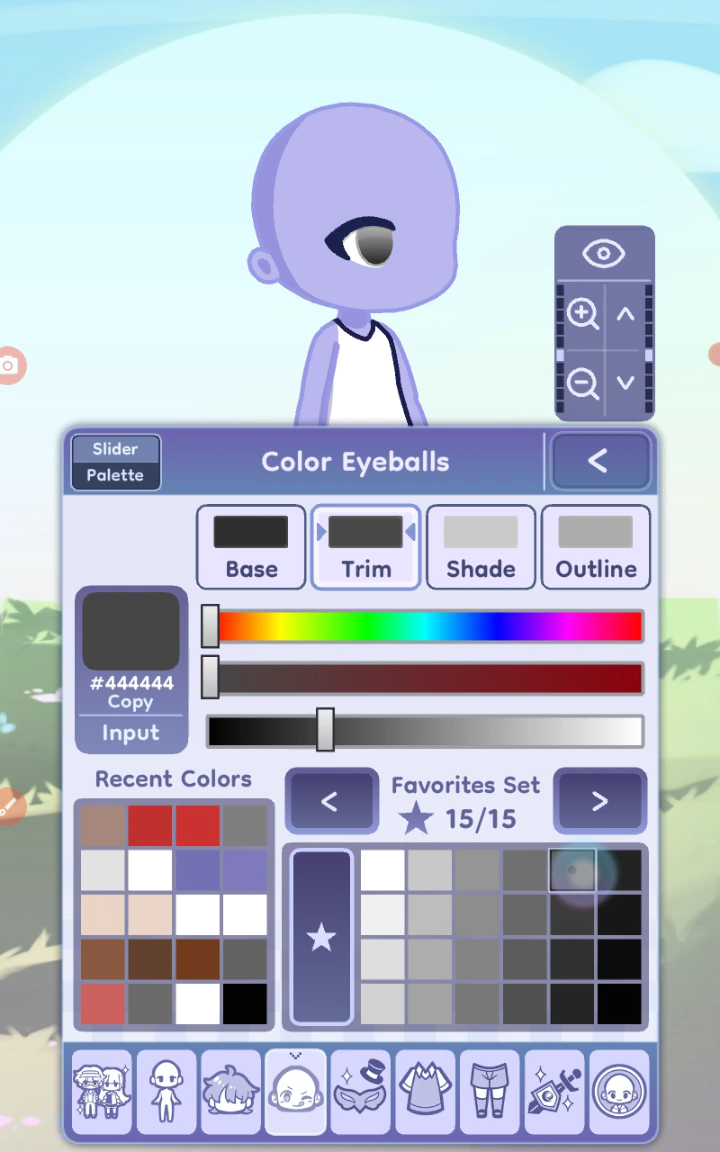 Slider
Palette
Color Eyeballs
Base
Trim
Shade
Outline
#444444
Copy
Input
Recent Colors
Favorites Set
15/15